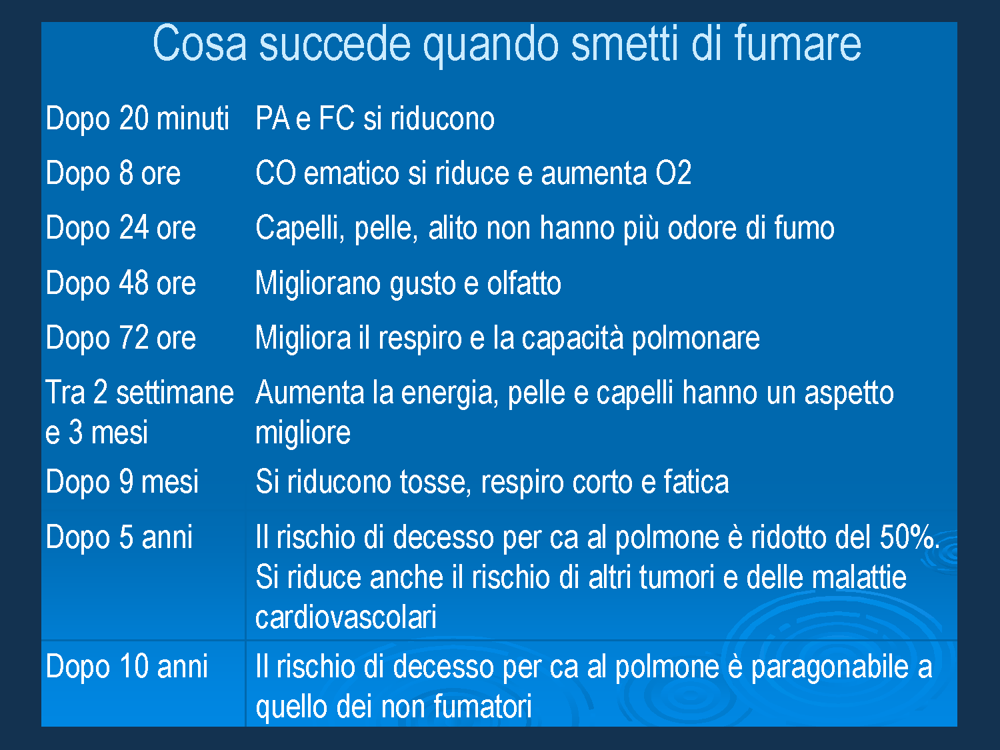 Cosa succede quando smetti di fumare
Dopo 20 minuti PA e FC si riducono
Dopo 8 ore CO ematico si riduce e aumenta O2
Dopo 24 ore Capelli, pelle, alito non hanno più odore di fumo
Dopo 48 ore Migliorano gusto e olfatto
Dopo 72 ore Migliora il respiro e la capacità polmonare
Tra 2 settimane Aumenta la energia, pelle e capelli hanno un aspetto
e 3 mesi migliore
Dopo 9 mesi Si riducono tosse, respiro corto e fatica
Dopo 5 anni Il rischio di decesso per ca al polmone è ridotto del 50%.
Si riduce anche il rischio di altri tumori e delle malattie
cardiovascolari
Dopo 10 anni Il rischio di decesso per ca al polmone è paragonabile a
quello dei non fumatori